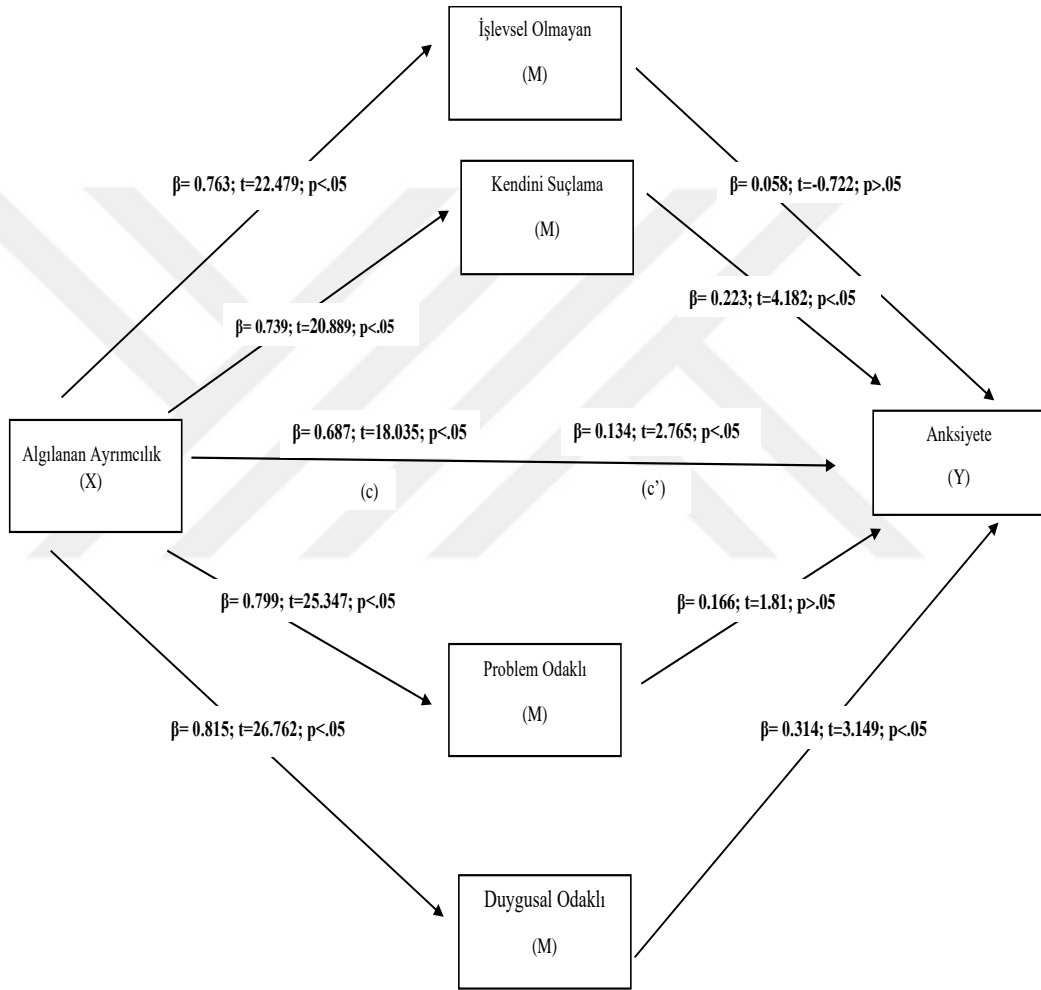 İşlevsel Olmayan
(M)
β= 0.763; t=22.479; p<.05
Kendini Suçlama
(M)
β= 0.058; t=-0.722; p>.05
β= 0.739; t=20.889; p<.05
β= 0.223; t=4.182; p<.05
Algılanan Ayrımcılık
(X)
β= 0.687; t=18.035; p<.05
β= 0.134; t=2.765; p<.05
(c)
(c’)
Anksiyete
(Y)
β= 0.799; t=25.347; p<.05
β= 0.166; t=1.81; p>.05
Problem Odaklı
(M)
β= 0.815; t=26.762; p<.05
β= 0.314; t=3.149; p<.05
Duygusal Odaklı
(M)